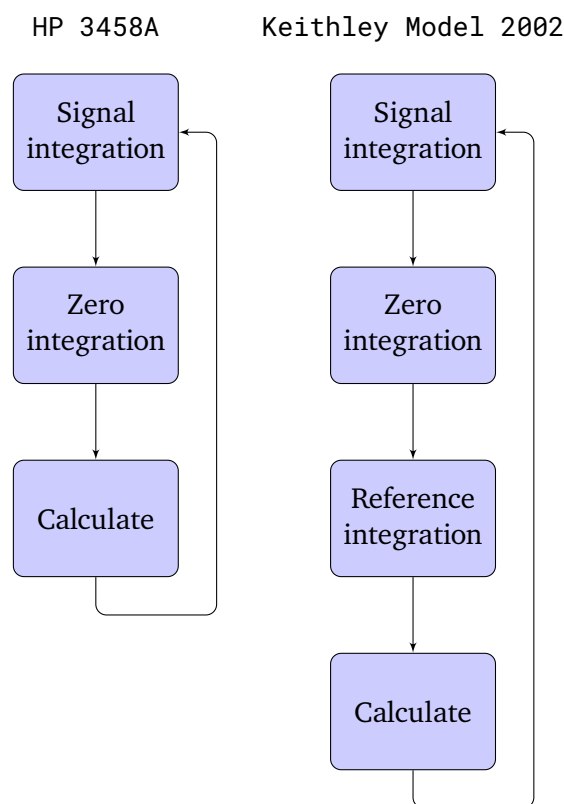 HP 3458A
Signal
integration
Zero
integration
Calculate
Keithley Model 2002
Signal
integration
Zero
integration
Reference
integration
Calculate